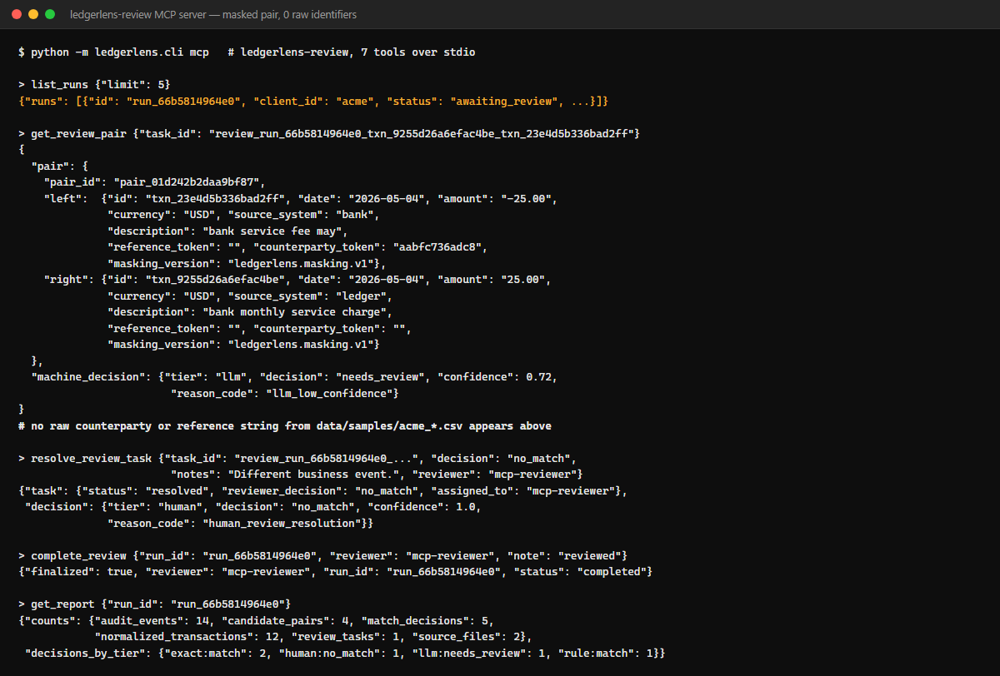 ledgerlens-review MCP server — masked pair, 0 raw identifiers
$ python -m ledgerlens.cli mcp   # ledgerlens-review, 7 tools over stdio
> list_runs {"limit": 5}
{"runs": [{"id": "run_66b5814964e0", "client_id": "acme", "status": "awaiting_review", ...}]}
> get_review_pair {"task_id": "review_run_66b5814964e0_txn_9255d26a6efac4be_txn_23e4d5b336bad2ff"}
{
  "pair": {
    "pair_id": "pair_01d242b2daa9bf87",
    "left":  {"id": "txn_23e4d5b336bad2ff", "date": "2026-05-04", "amount": "-25.00",
              "currency": "USD", "source_system": "bank",
              "description": "bank service fee may",
              "reference_token": "", "counterparty_token": "aabfc736adc8",
              "masking_version": "ledgerlens.masking.v1"},
    "right": {"id": "txn_9255d26a6efac4be", "date": "2026-05-04", "amount": "25.00",
              "currency": "USD", "source_system": "ledger",
              "description": "bank monthly service charge",
              "reference_token": "", "counterparty_token": "",
              "masking_version": "ledgerlens.masking.v1"}
  },
  "machine_decision": {"tier": "llm", "decision": "needs_review", "confidence": 0.72,
                        "reason_code": "llm_low_confidence"}
}
# no raw counterparty or reference string from data/samples/acme_*.csv appears above
> resolve_review_task {"task_id": "review_run_66b5814964e0_...", "decision": "no_match",
                        "notes": "Different business event.", "reviewer": "mcp-reviewer"}
{"task": {"status": "resolved", "reviewer_decision": "no_match", "assigned_to": "mcp-reviewer"},
 "decision": {"tier": "human", "decision": "no_match", "confidence": 1.0,
              "reason_code": "human_review_resolution"}}
> complete_review {"run_id": "run_66b5814964e0", "reviewer": "mcp-reviewer", "note": "reviewed"}
{"finalized": true, "reviewer": "mcp-reviewer", "run_id": "run_66b5814964e0", "status": "completed"}
> get_report {"run_id": "run_66b5814964e0"}
{"counts": {"audit_events": 14, "candidate_pairs": 4, "match_decisions": 5,
            "normalized_transactions": 12, "review_tasks": 1, "source_files": 2},
 "decisions_by_tier": {"exact:match": 2, "human:no_match": 1, "llm:needs_review": 1, "rule:match": 1}}